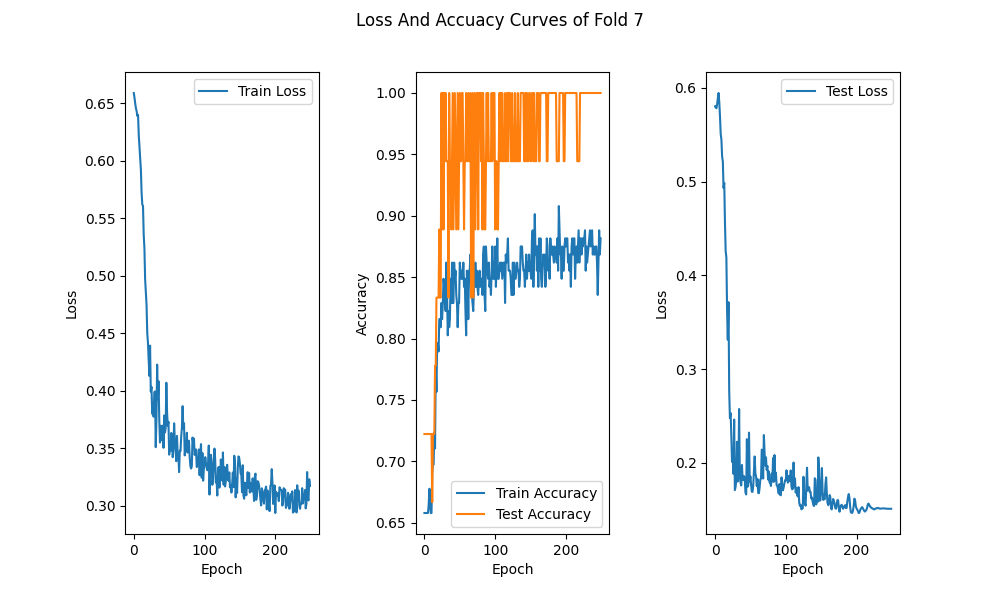 Loss And Accuacy Curves of Fold 7
Train Loss
0.65
0.60
0.55
0.50
0.45
0.40
0.35
0.30
0
100
200
Epoch
Loss
1.00
0.95
0.90
0.85
0.80
0.75
0.70
0.65
Train Accuracy
Test Accuracy
0
100
200
Epoch
Accuracy
Test Loss
0.6
0.5
0.4
0.3
0.2
0
100
200
Epoch
Loss